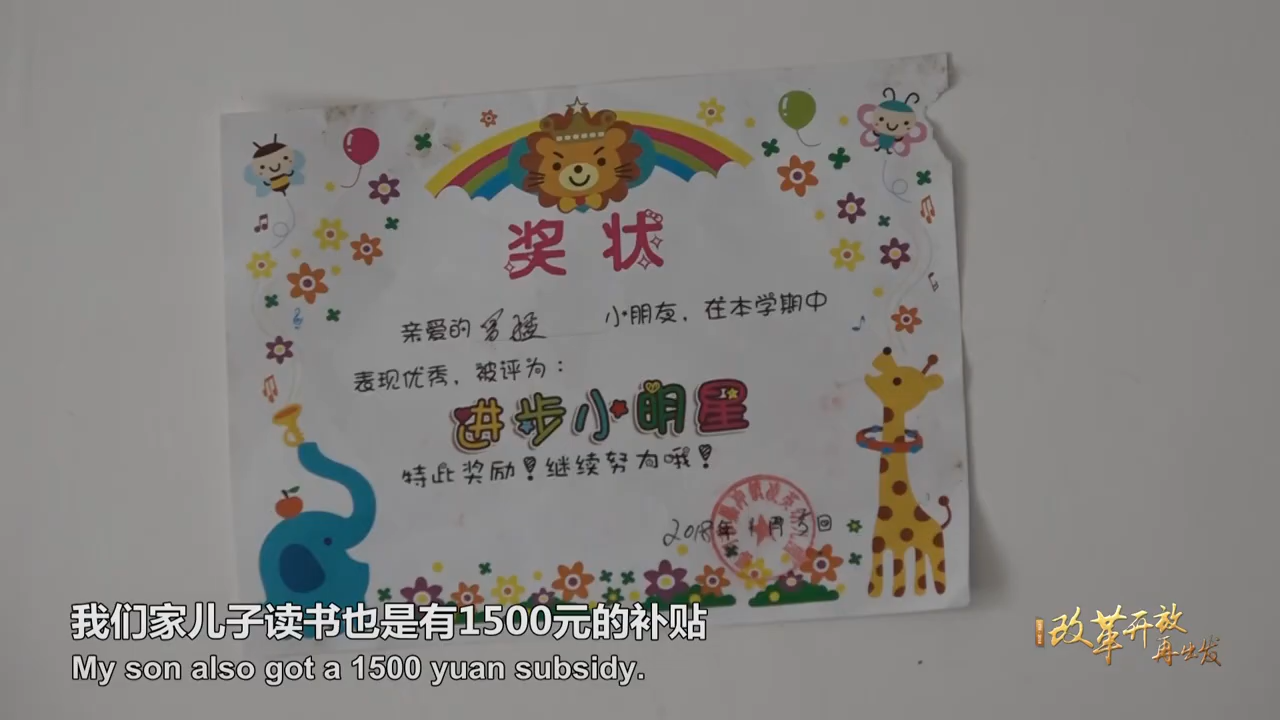 奖状
亲爱的 小朋友，在本学期中
表现优秀，被评为：
进步小明星
特此奖励！继续努力哦！
2018年1月5日
我们家儿子读书也是有1500元的补贴
My son also got a 1500 yuan subsidy.
改革开放
再出发